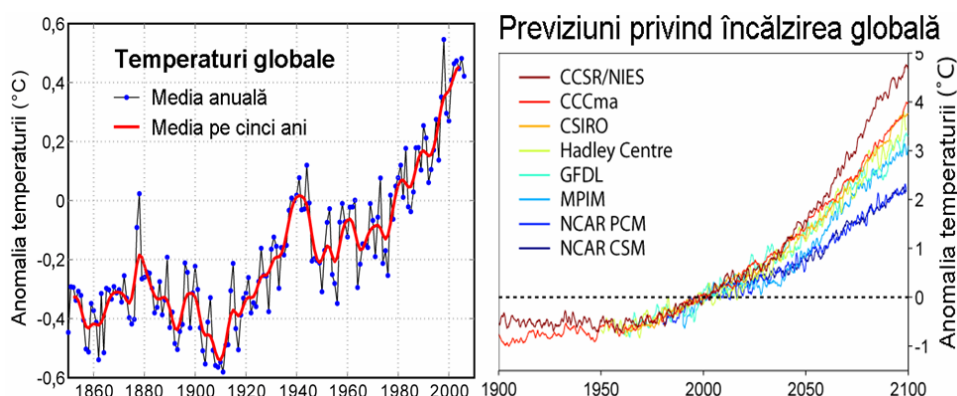 Temperaturi globale
Media anuală
Media pe cinci ani
Anomalia temperaturii (°C)
0,6
0,4
0,2
0
-0,2
-0,4
-0,6
1860
1880
1900
1920
1940
1960
1980
2000
Previziuni privind încălzirea globală
CCSR/NIES
CCCma
CSIRO
Hadley Centre
GFDL
MPIM
NCAR PCM
NCAR CSM
5
4
3
2
1
0
-1
Anomalia temperaturii (°C)
1900
1950
2000
2050
2100